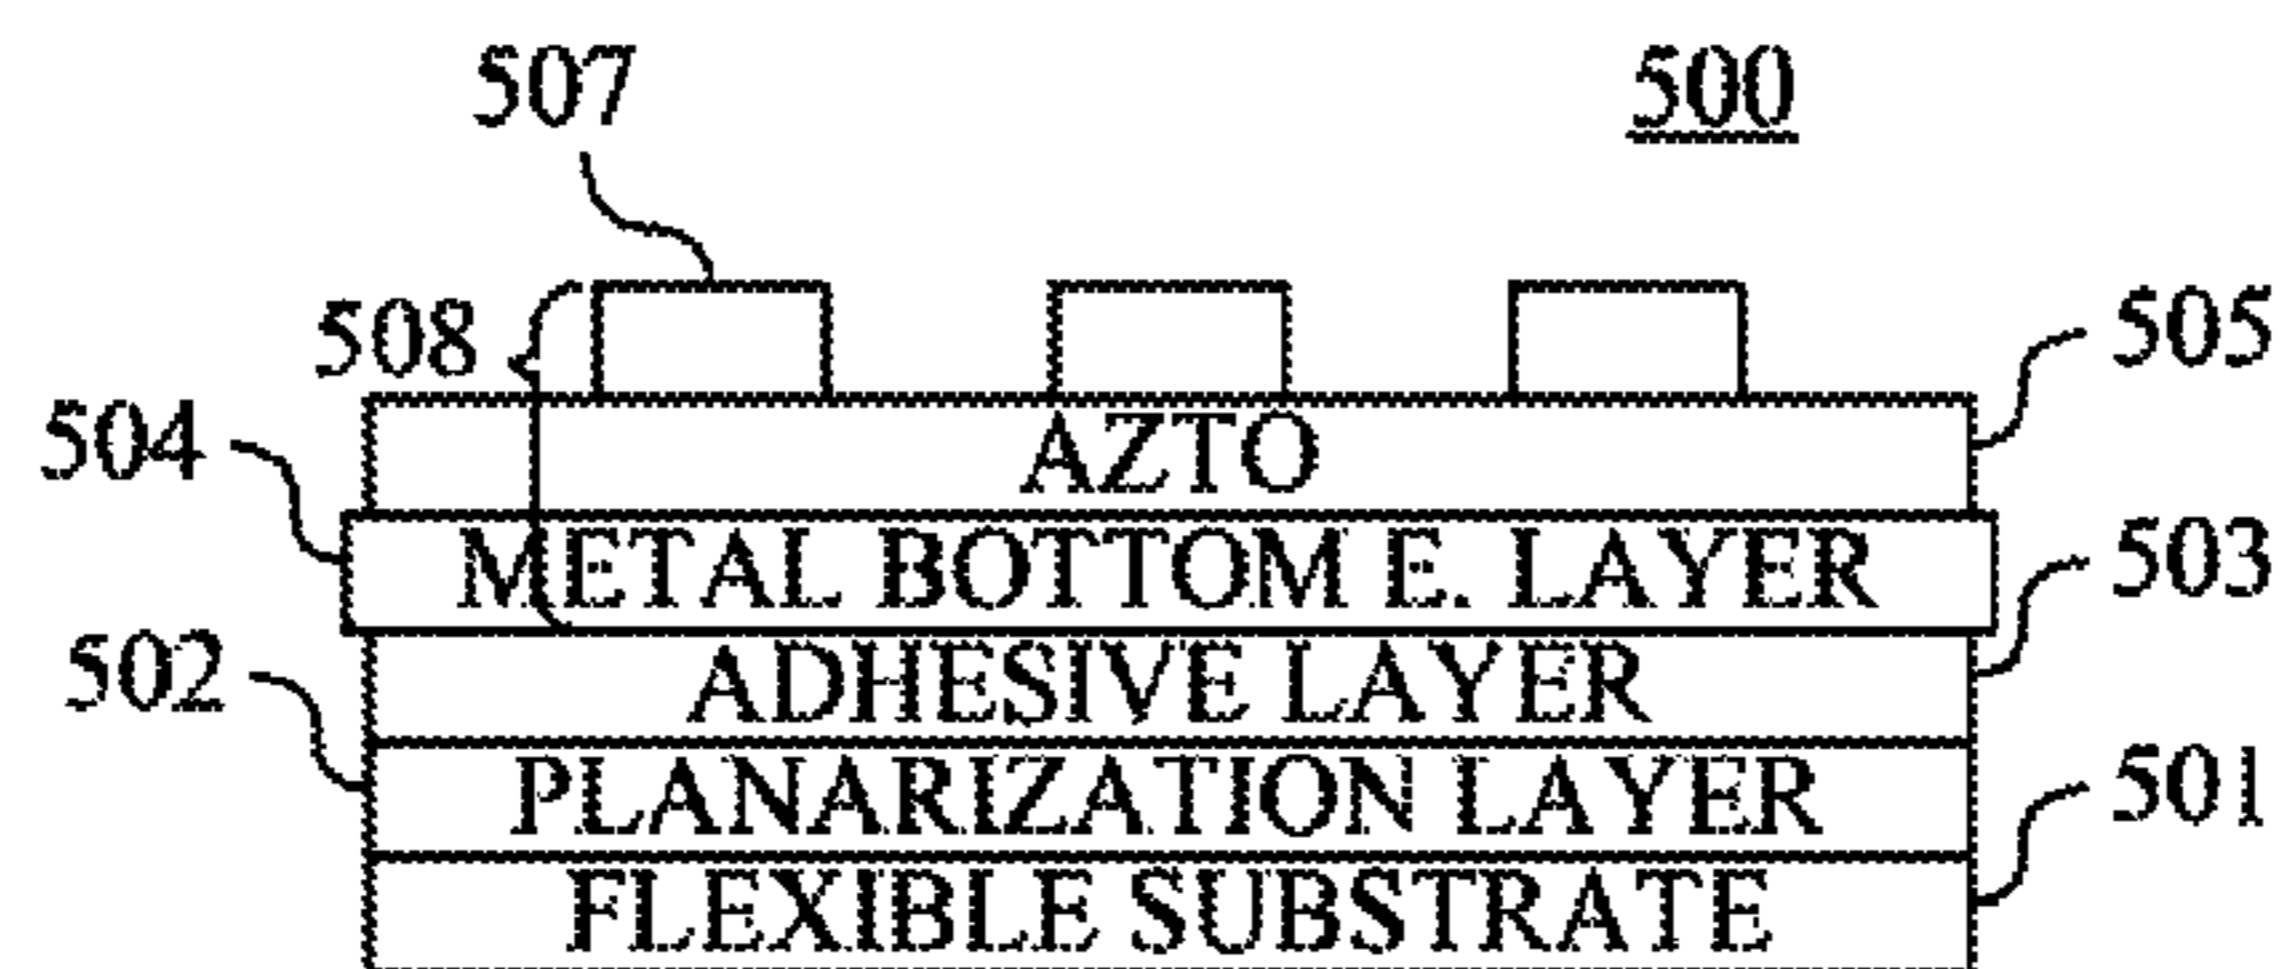 507
500
508
505
504
AZTO
METAL BOTTOM E. LAYER
503
502
ADHESIVE LAYER
PLANARIZATION LAYER
501
FLEXIBLE SUBSTRATE